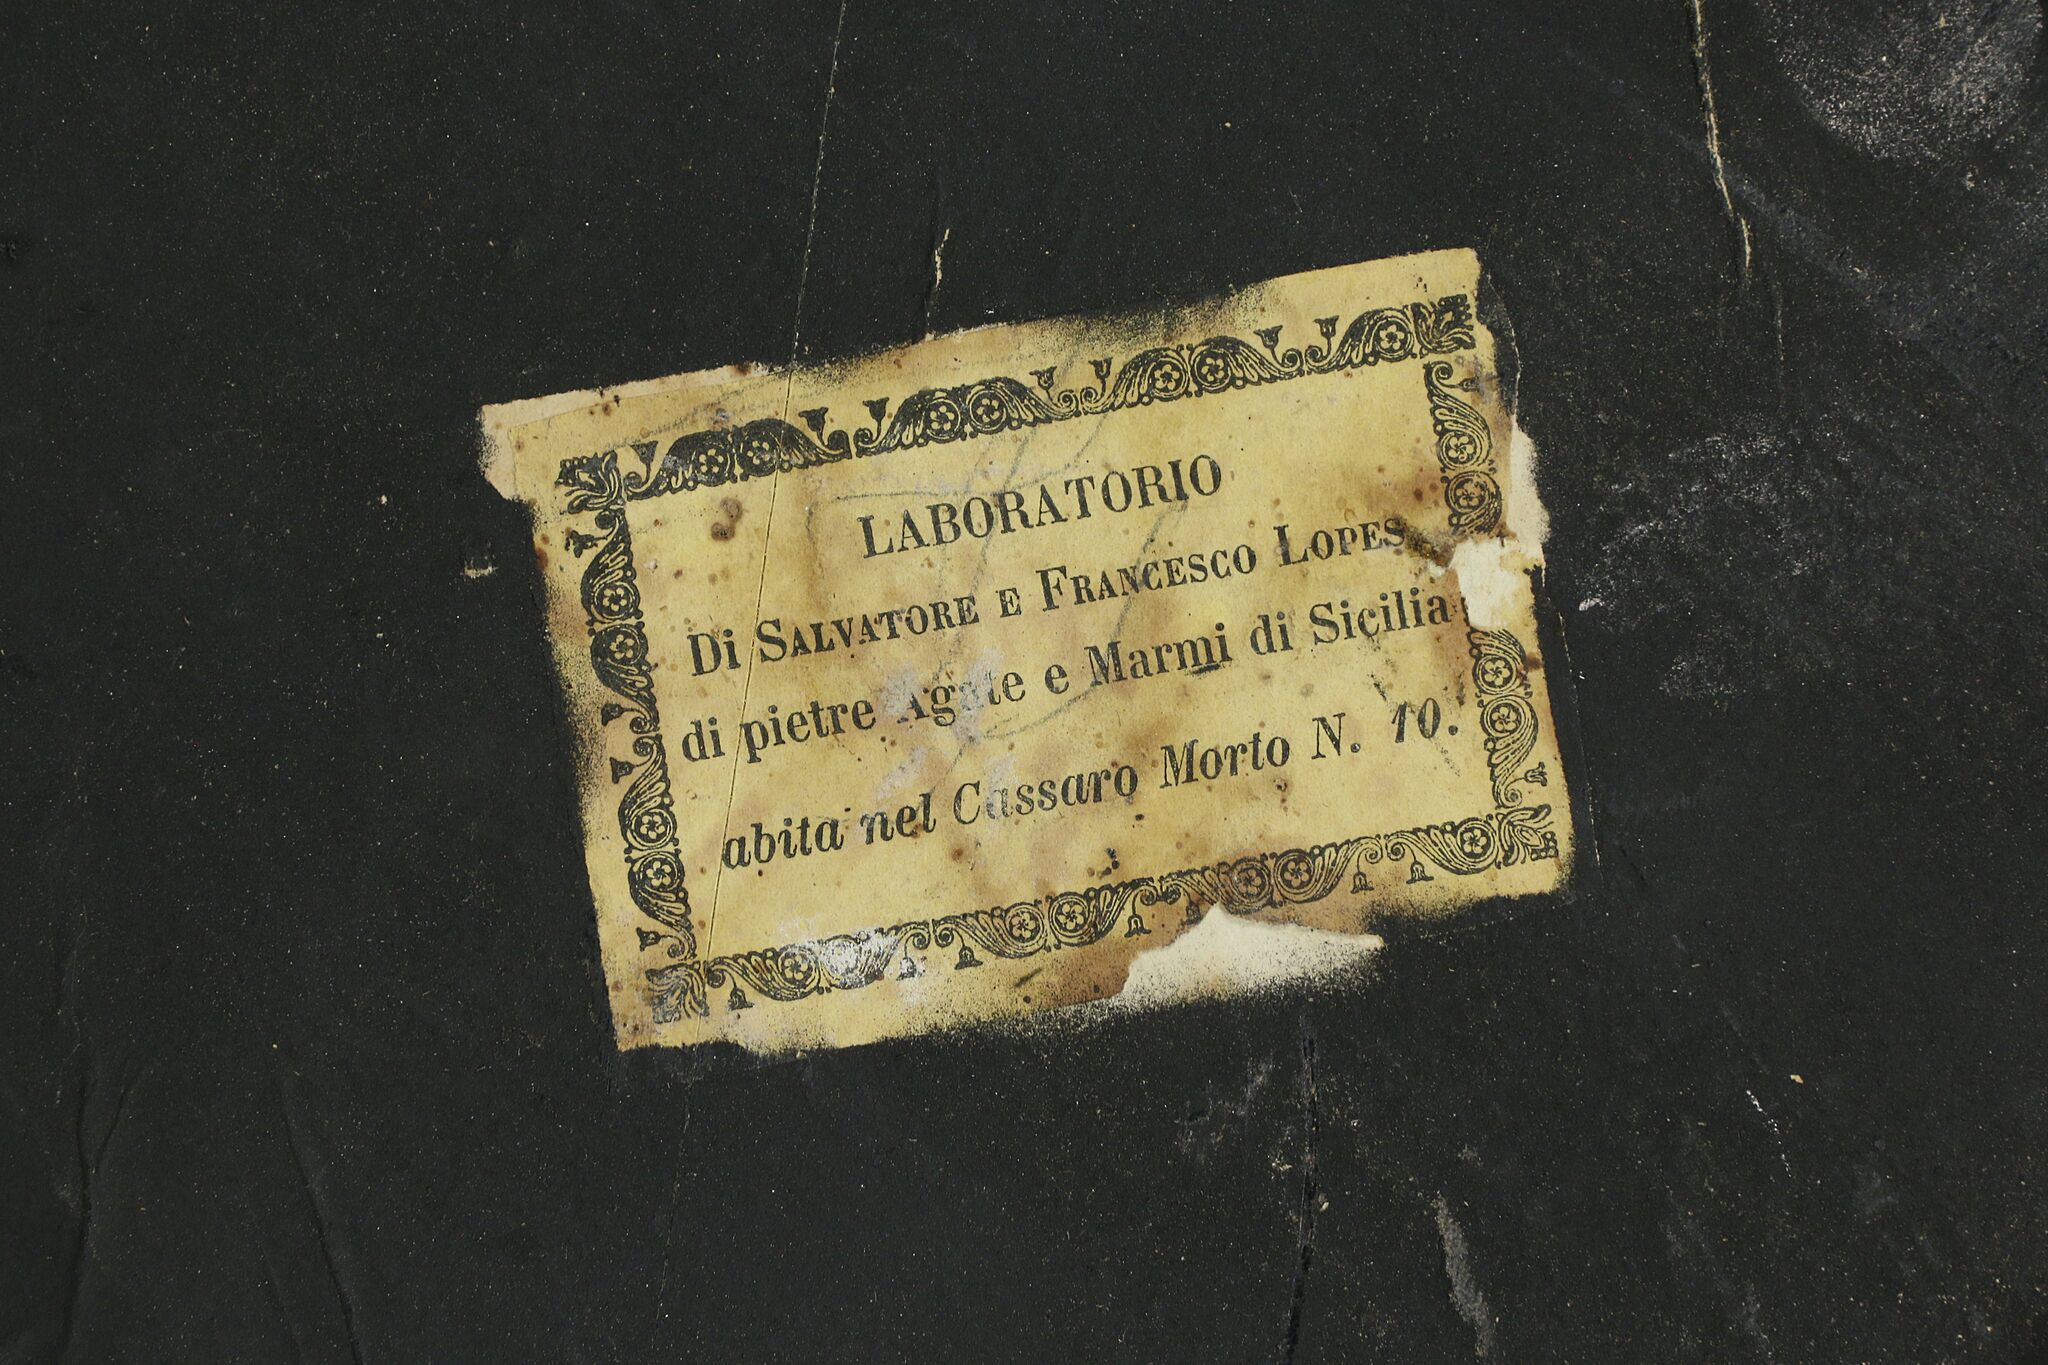 LABORATORIO
Di SALVATORE E FRANCESCO LOPES
di pietre Agate e Marmi di Sicilia
abita nel Cassaro Morto N. 10.